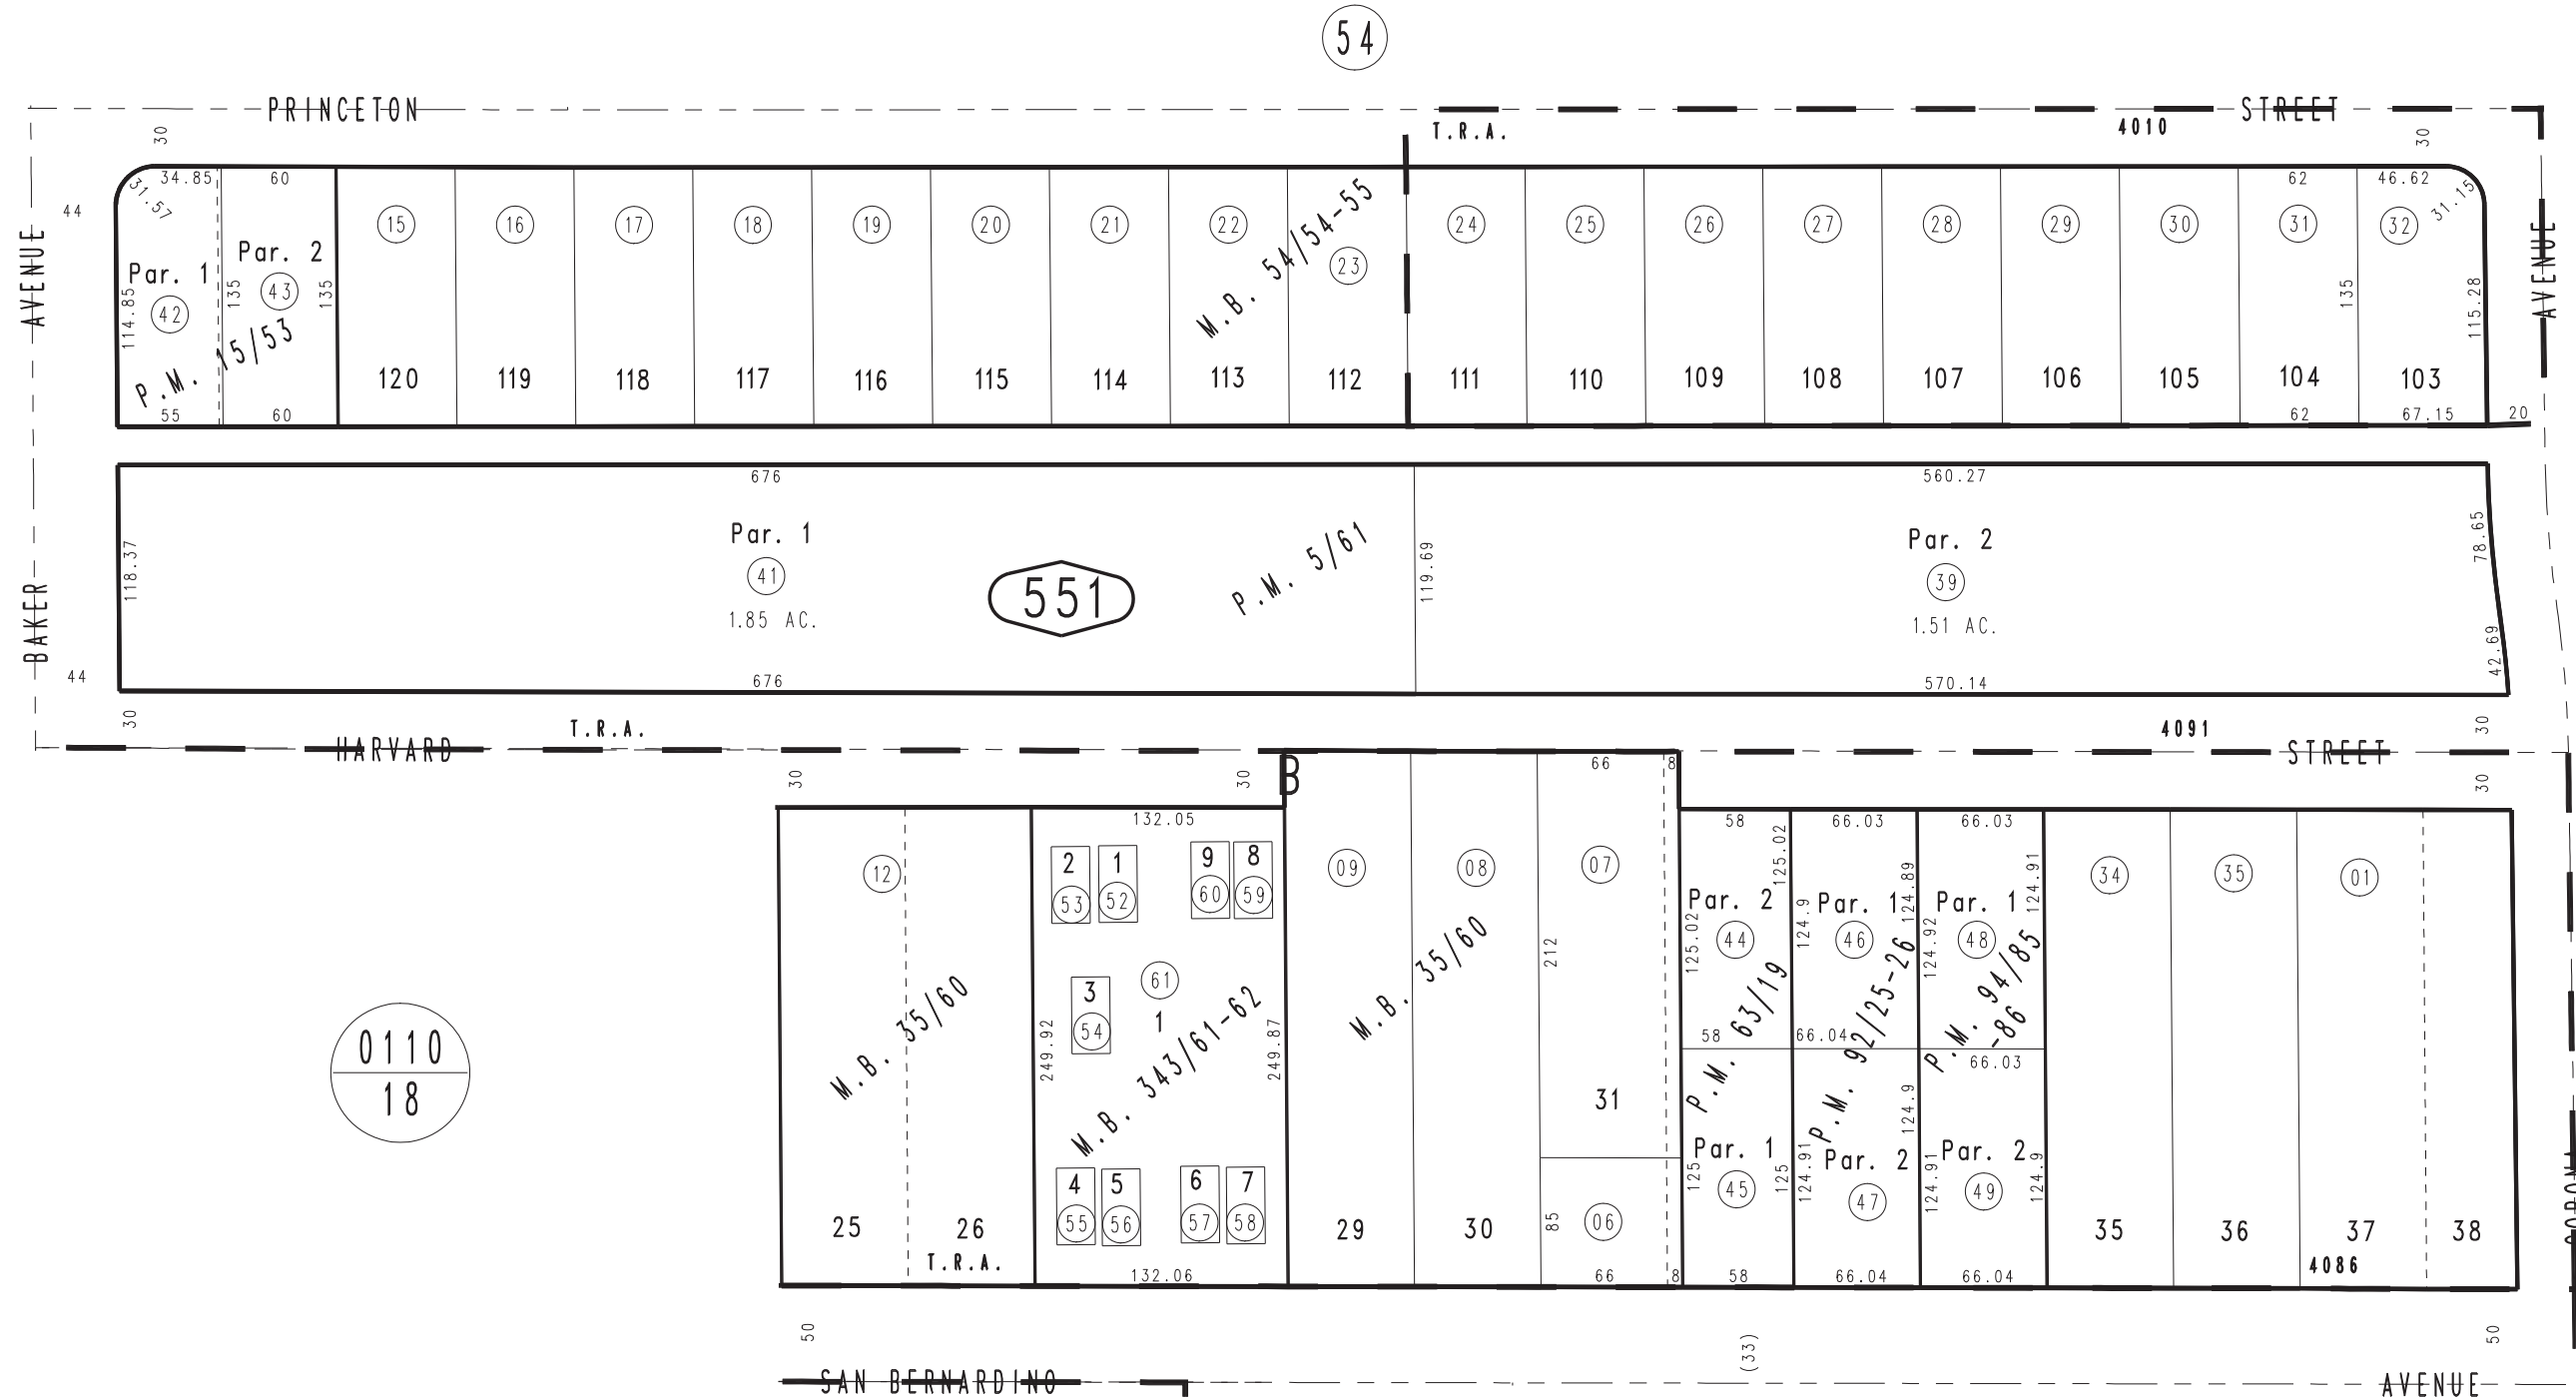 54
PRINCETON STREET
T.R.A. 4010
30 30
34.85 60 62 46.62
31.57 31.15
44
AVENUE AVENUE
15 16 17 18 19 20 21 22 23 24 25 26 27 28 29 30 31 32
Par. 1 Par. 2
42 43
114.85 135 135 135 115.28
P.M. 15/53
M.B. 54/54-55
120 119 118 117 116 115 114 113 112 111 110 109 108 107 106 105 104 103
55 60 62 67.15 20
676 560.27
Par. 1 Par. 2
41 39
1.85 AC. 1.51 AC.
551
P.M. 5/61
118.37 119.69 78.65
42.69
BAKER
44
676 570.14
30 30
T.R.A. 4091
HARVARD STREET
30 30 30
B
66 8
132.05 58 66.03 66.03
2 1 9 8
53 52 60 59
12 09 08 07 34 35 01
125.02 124.89 124.91
Par. 2 Par. 1 Par. 1
44 46 48
125.02 124.9 124.92
212
3
54
61
1
M.B. 35/60
M.B. 343/61-62
M.B. 35/60
P.M. 63/19
P.M. 92/25-26
P.M. 94/85
-86
249.92 249.87
58 66.04 66.03
0110
18
31
124.9
Par. 1 Par. 2 Par. 2
45 47 49
125 125 124.91 124.91 124.9
4 5 6 7
55 56 57 58
85
06
25 26 29 30 35 36 37 38
T.R.A. 4086
132.06 66 8 58 66.04 66.04
50 (33) 50
SAN BERNARDINO AVENUE